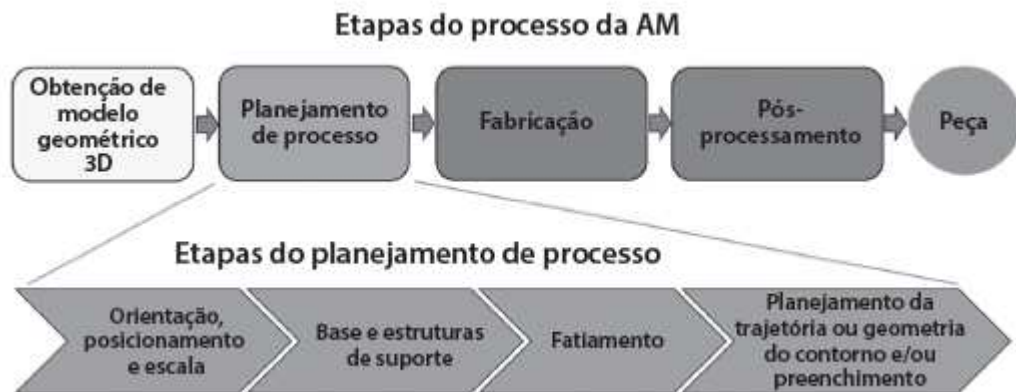 Etapas do processo da AM
Obtenção de
modelo
geométrico
3D
Planejamento
de processo
Fabricação
Pós-
processamento
Peça
Etapas do planejamento de processo
Orientação,
posicionamento
e escala
Base e estruturas
de suporte
Fatiamento
Planejamento da
trajetória ou geometria
do contorno e/ou
preenchimento